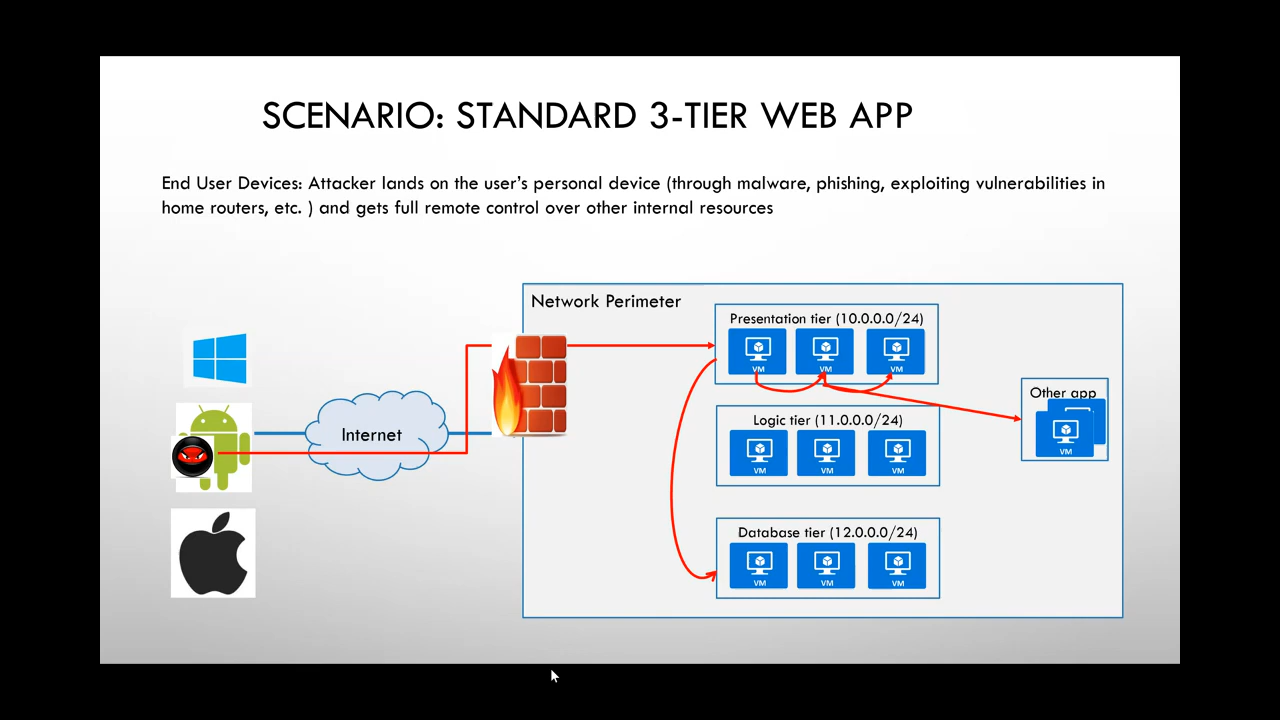 SCENARIO: STANDARD 3-TIER WEB APP
End User Devices: Attacker lands on the user's personal device (through malware, phishing, exploiting vulnerabilities in
home routers, etc. ) and gets full remote control over other internal resources
Network Perimeter
Presentation tier (10.0.0.0/24)
VM
VM
VM
Other app
VM
Logic tier (11.0.0.0/24)
VM
VM
VM
Internet
Database tier (12.0.0.0/24)
VM
VM
VM